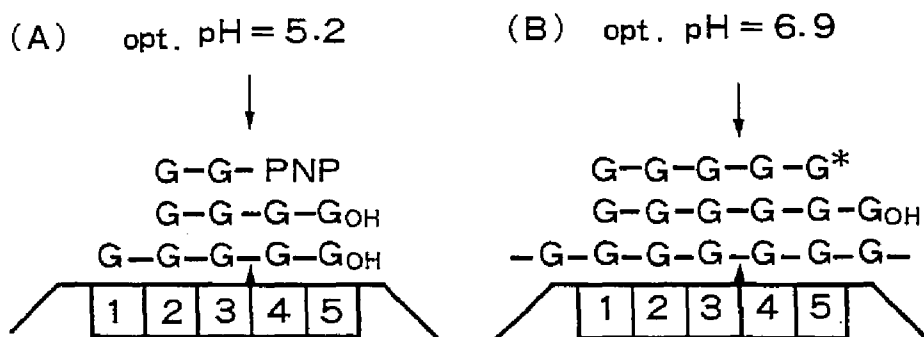 (A) opt. pH = 5.2
G-G-PNP
G-G-G-GOH
G-G-G-G-GOH
1 2 3 4 5
(B) opt. pH = 6.9
G-G-G-G-G*
G-G-G-G-G-GOH
-G-G-G-G-G-G-G-
1 2 3 4 5